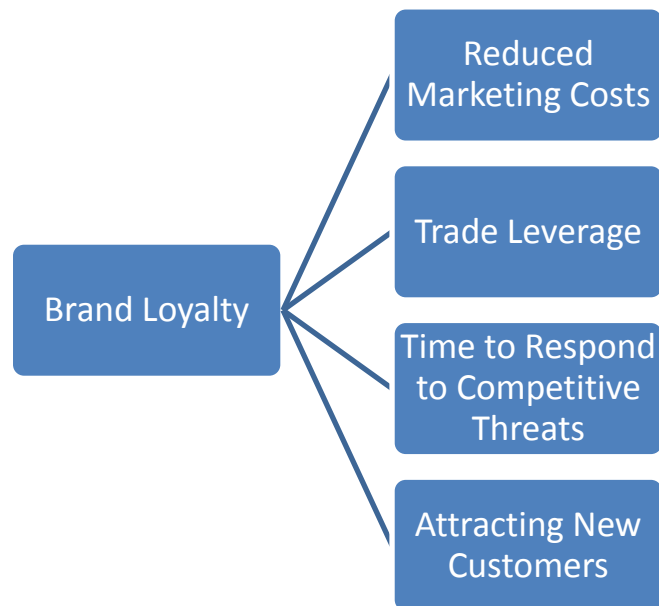 Reduced
Marketing Costs
Trade Leverage
Brand Loyalty
Time to Respond
to Competitive
Threats
Attracting New
Customers